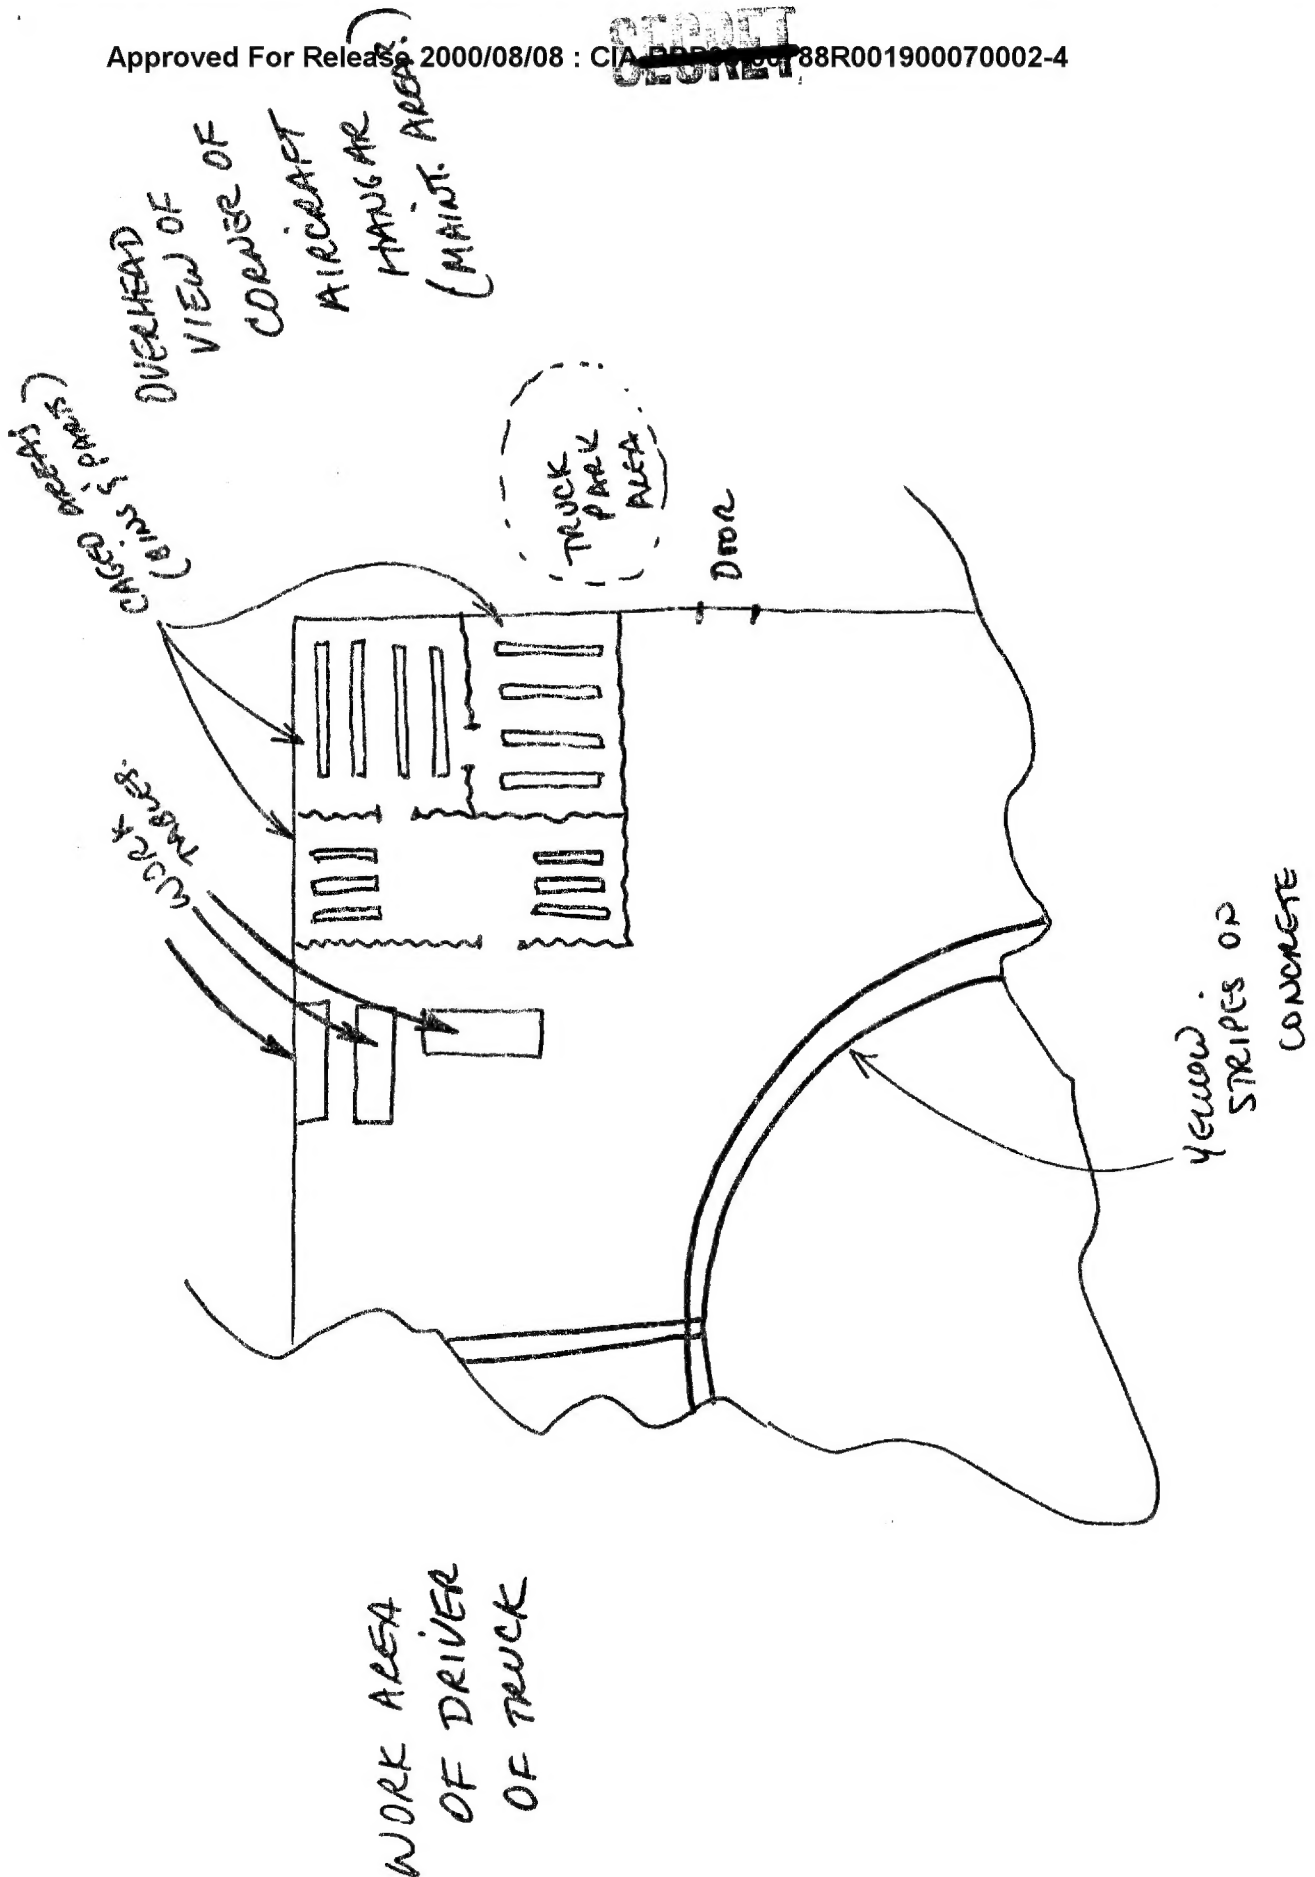 Approved For Release 2000/08/08 : CIA-RDP96-00788R001900070002-4
SECRET
OVERHEAD
VIEW OF
CORNER OF
AIRCRAFT
HANGAR
(MAINT. AREA.)
CAGED AREAS
(BINS & PARTS)
TRUCK
PARK
AREA
DOOR
WORK
TABLES.
YELLOW
STRIPES ON
CONCRETE
WORK AREA
OF DRIVER
OF TRUCK